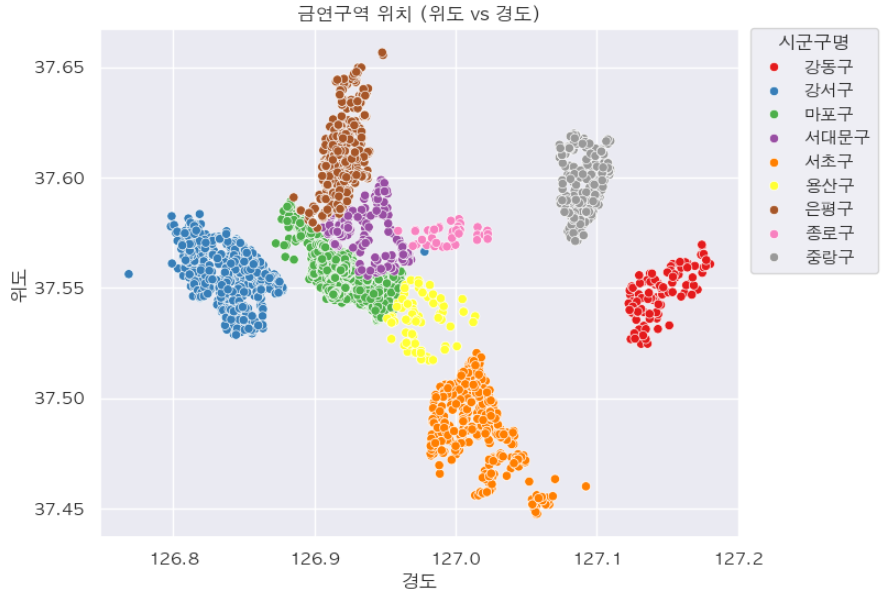 금연구역 위치 (위도 vs 경도)
시군구명
강동구
강서구
마포구
서대문구
서초구
용산구
은평구
종로구
중랑구
위도
37.65
37.60
37.55
37.50
37.45
126.8 126.9 127.0 127.1 127.2
경도